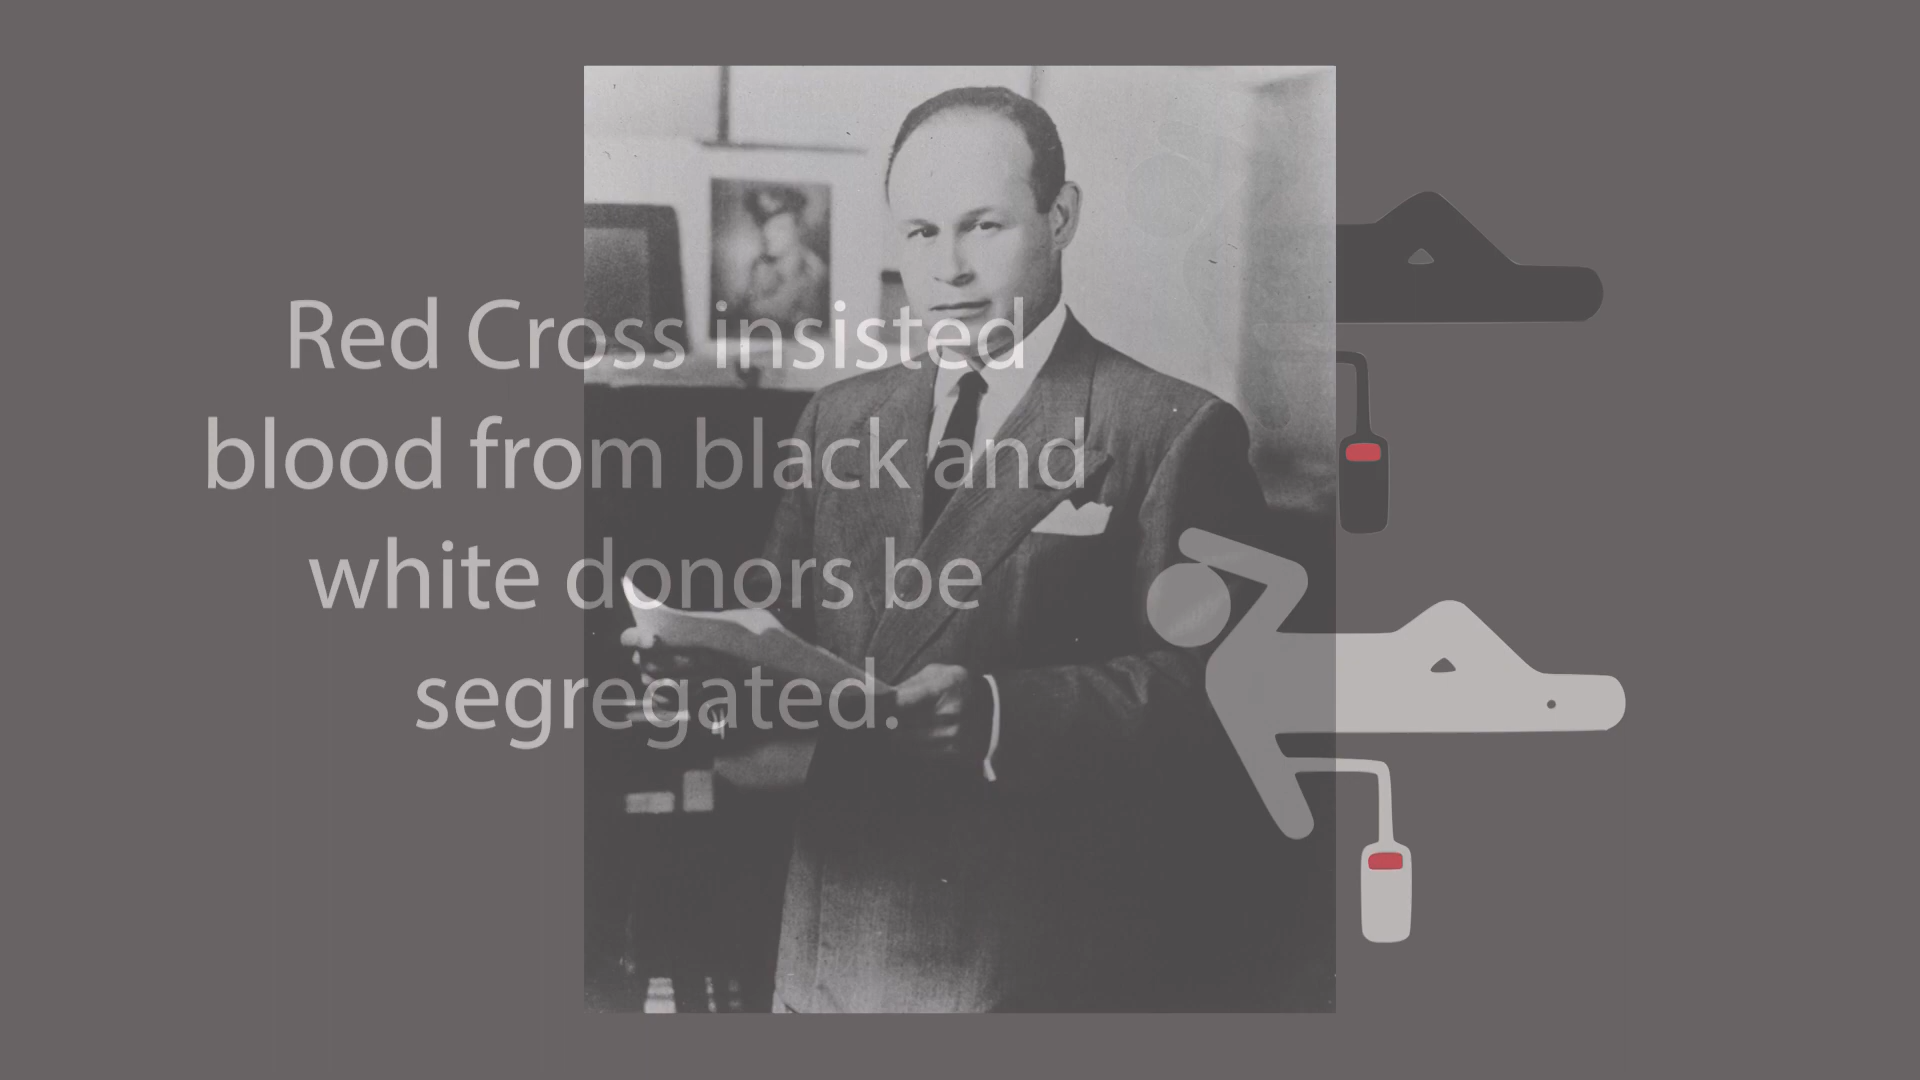 Red Cross insisted
blood from black and
white donors be
segregated.